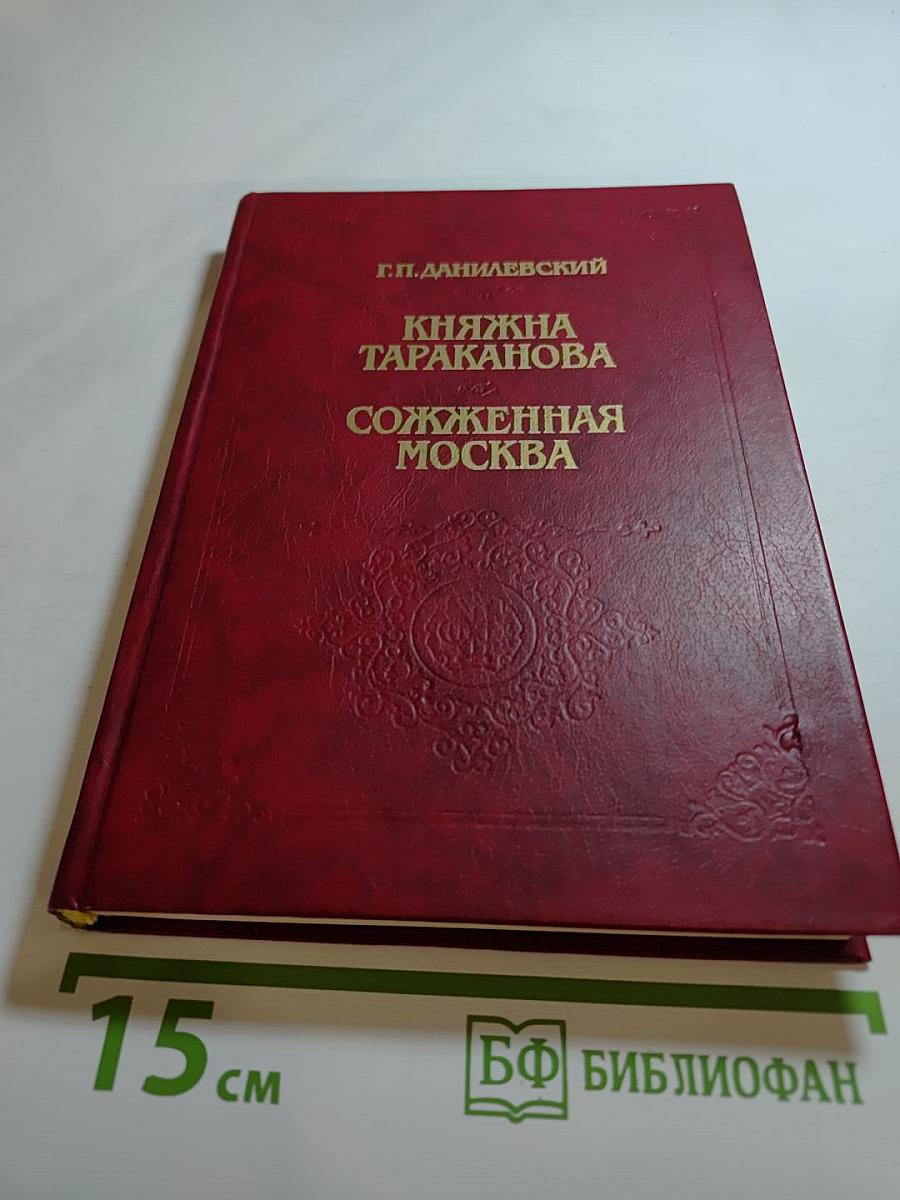 Г.П.ДАНИЛЕВСКИЙ
КНЯЖНА
ТАРАКАНОВА
СОЖЖЕННАЯ
МОСКВА
15 см
БФ БИБЛИОФАН